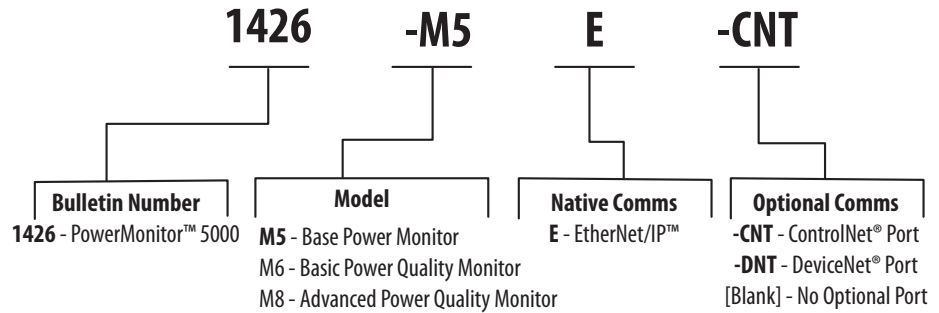 1426 -M5 E -CNT
Bulletin Number
1426 - PowerMonitor™ 5000
Model
M5 - Base Power Monitor
M6 - Basic Power Quality Monitor
M8 - Advanced Power Quality Monitor
Native Comms
E - EtherNet/IP™
Optional Comms
-CNT - ControlNet® Port
-DNT - DeviceNet® Port
[Blank] - No Optional Port